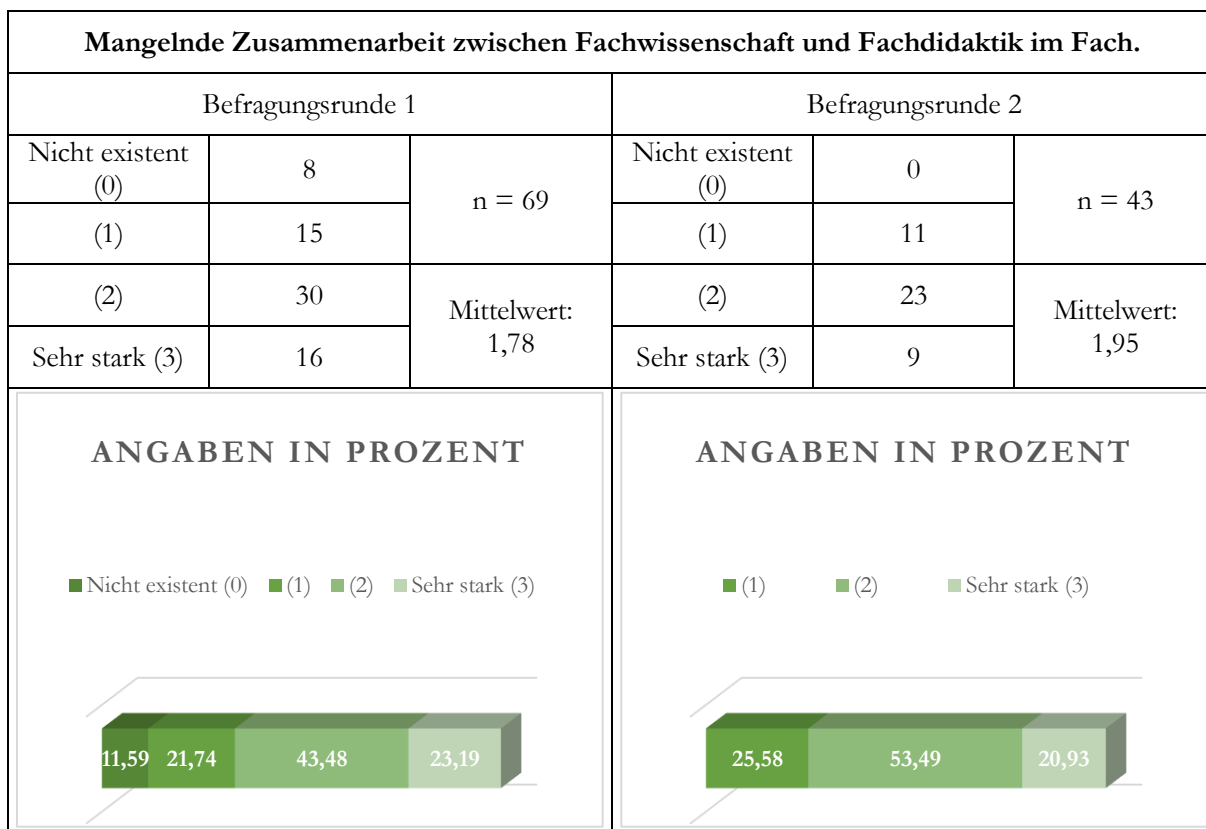 Mangelnde Zusammenarbeit zwischen Fachwissenschaft und Fachdidaktik im Fach.
Befragungsrunde 1
Nicht existent
(0)
8
n = 69
(1)
15
(2)
30
Mittelwert:
1,78
Sehr stark (3)
16
Befragungsrunde 2
Nicht existent
(0)
0
n = 43
(1)
11
(2)
23
Mittelwert:
1,95
Sehr stark (3)
9
ANGABEN IN PROZENT
Nicht existent (0) (1) (2) Sehr stark (3)
11,59 21,74 43,48 23,19
ANGABEN IN PROZENT
(1) (2) Sehr stark (3)
25,58 53,49 20,93